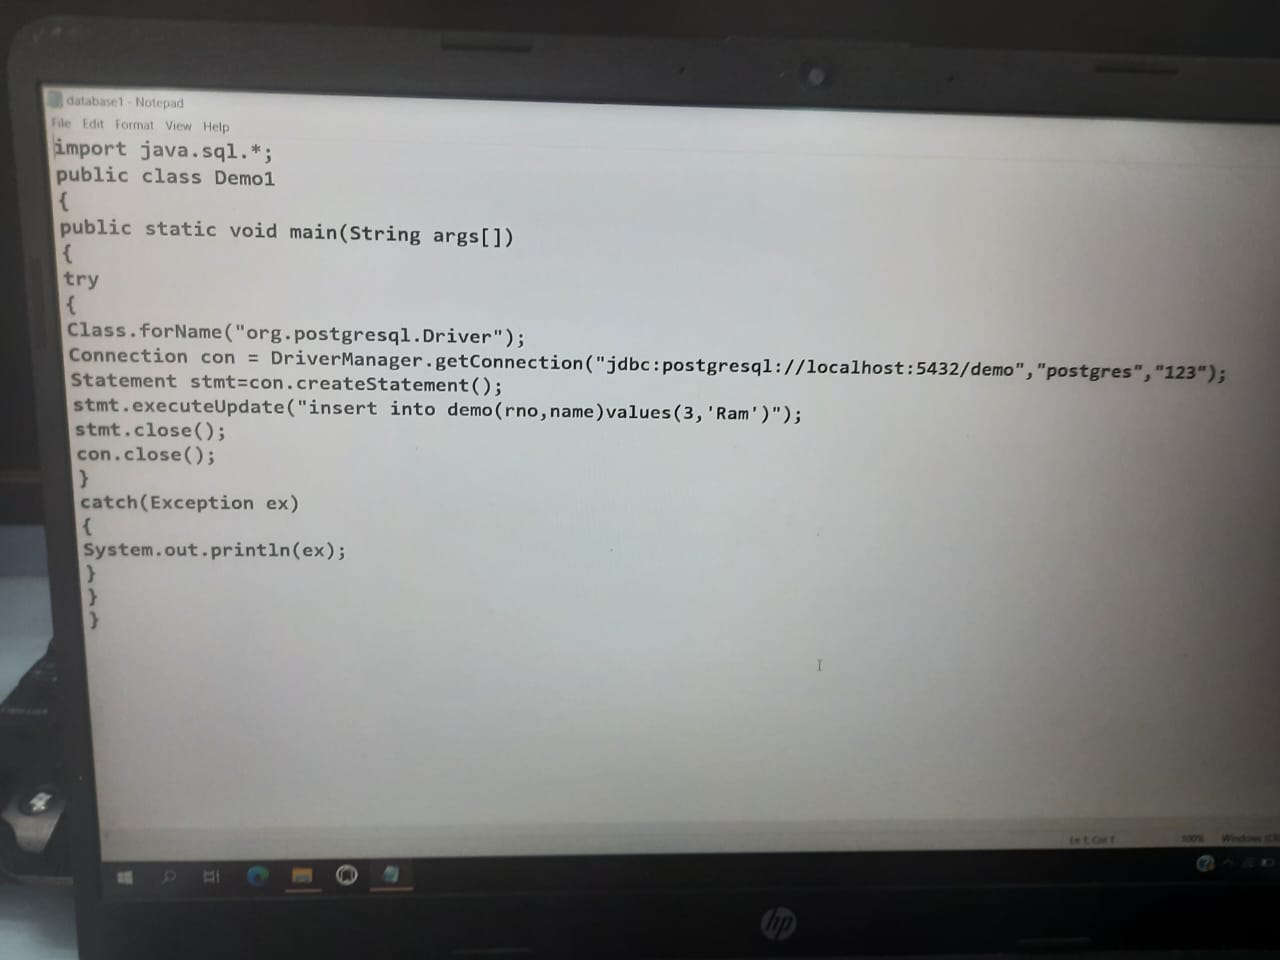 database1 - Notepad
File Edit Format View Help
import java.sql.*;
public class Demo1
{
public static void main(String args[])
{
try
{
Class.forName("org.postgresql.Driver");
Connection con = DriverManager.getConnection("jdbc:postgresql://localhost:5432/demo","postgres","123");
Statement stmt=con.createStatement();
stmt.executeUpdate("insert into demo(rno,name)values(3,'Ram')");
stmt.close();
con.close();
}
catch(Exception ex)
{
System.out.println(ex);
}
}
}
Ln 1, Col 1 100% Windows
hp